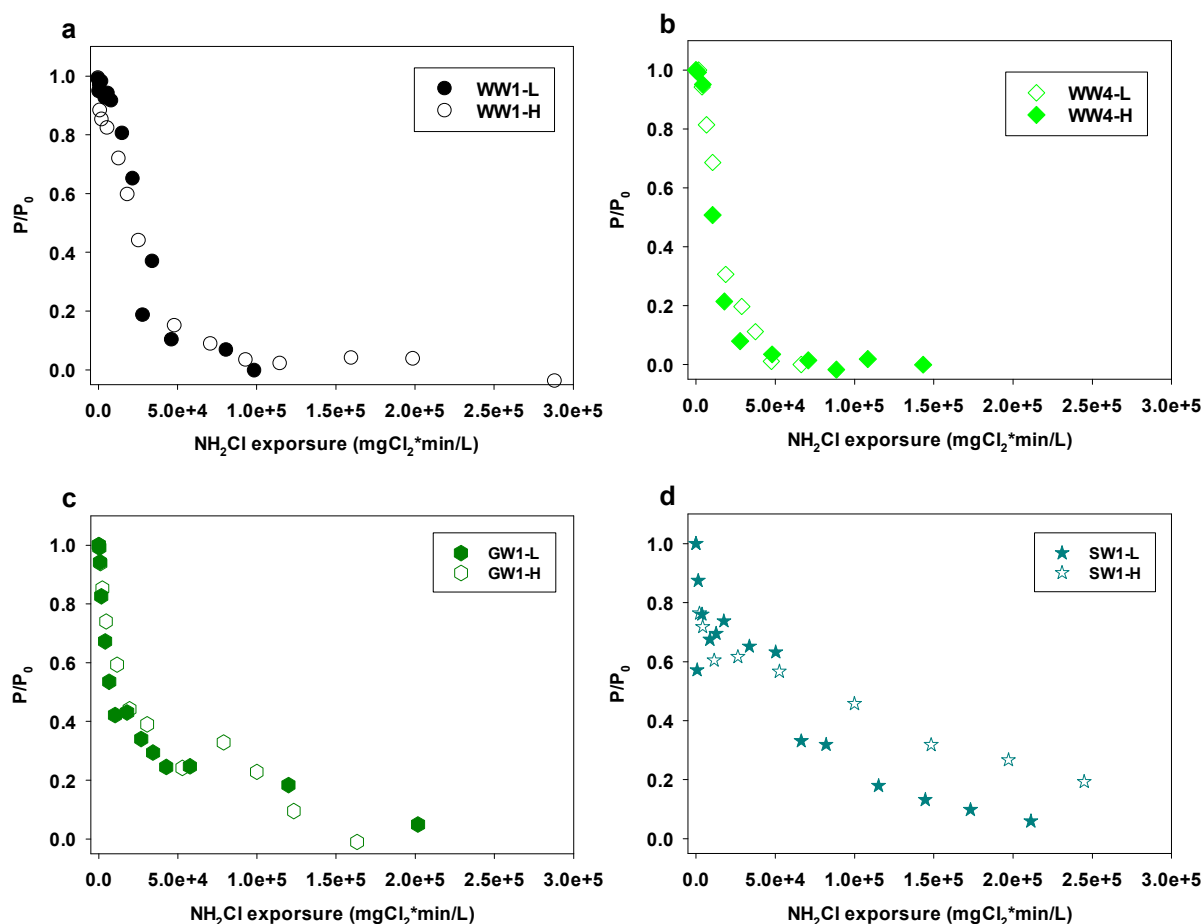 a
1.0
0.8
0.6
0.4
0.2
0.0
P/P0
WW1-L
WW1-H
0.0 5.0e+4 1.0e+5 1.5e+5 2.0e+5 2.5e+5 3.0e+5
NH2Cl exporsure (mgCl2*min/L)
b
1.0
0.8
0.6
0.4
0.2
0.0
P/P0
WW4-L
WW4-H
0.0 5.0e+4 1.0e+5 1.5e+5 2.0e+5 2.5e+5 3.0e+5
NH2Cl exporsure (mgCl2*min/L)
c
1.0
0.8
0.6
0.4
0.2
0.0
P/P0
GW1-L
GW1-H
0.0 5.0e+4 1.0e+5 1.5e+5 2.0e+5 2.5e+5 3.0e+5
NH2Cl exporsure (mgCl2*min/L)
d
1.0
0.8
0.6
0.4
0.2
0.0
P/P0
SW1-L
SW1-H
0.0 5.0e+4 1.0e+5 1.5e+5 2.0e+5 2.5e+5 3.0e+5
NH2Cl exporsure (mgCl2*min/L)